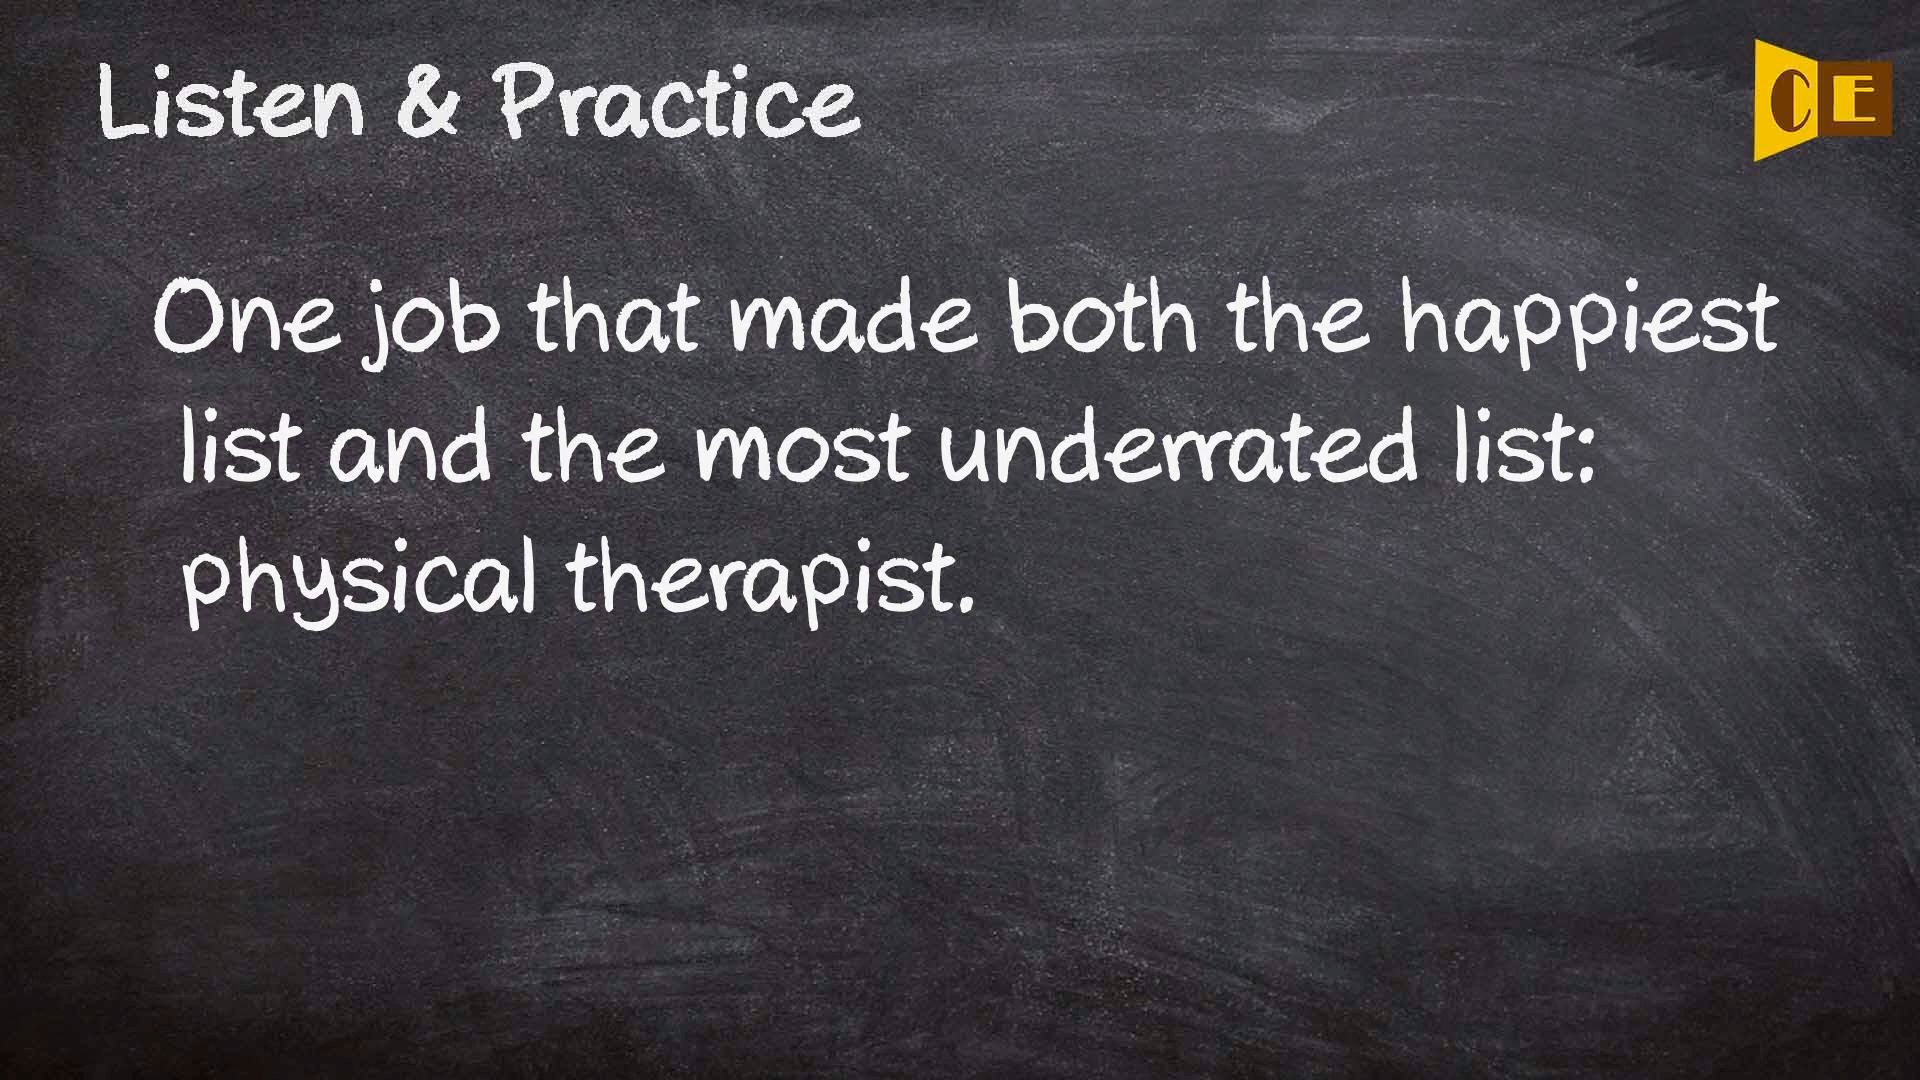 Listen & Practice
CE
One job that made both the happiest
list and the most underrated list:
physical therapist.